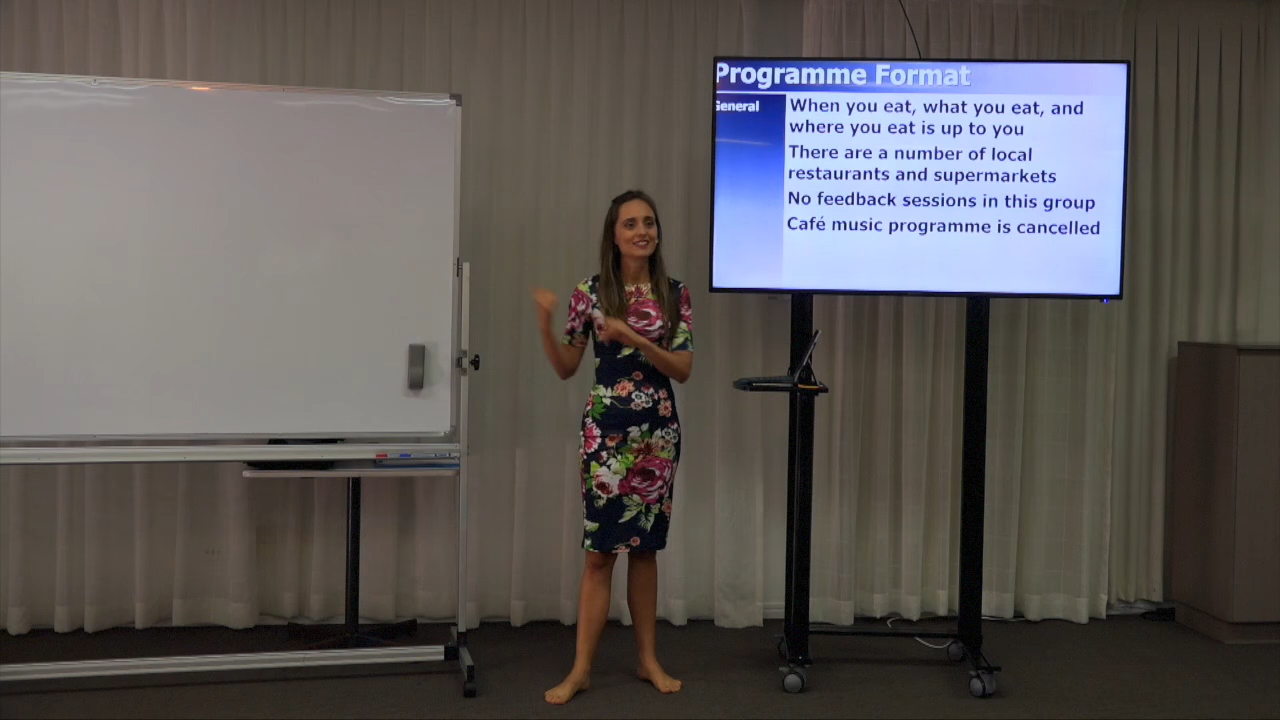 Programme Format
General
When you eat, what you eat, and
where you eat is up to you
There are a number of local
restaurants and supermarkets
No feedback sessions in this group
Café music programme is cancelled